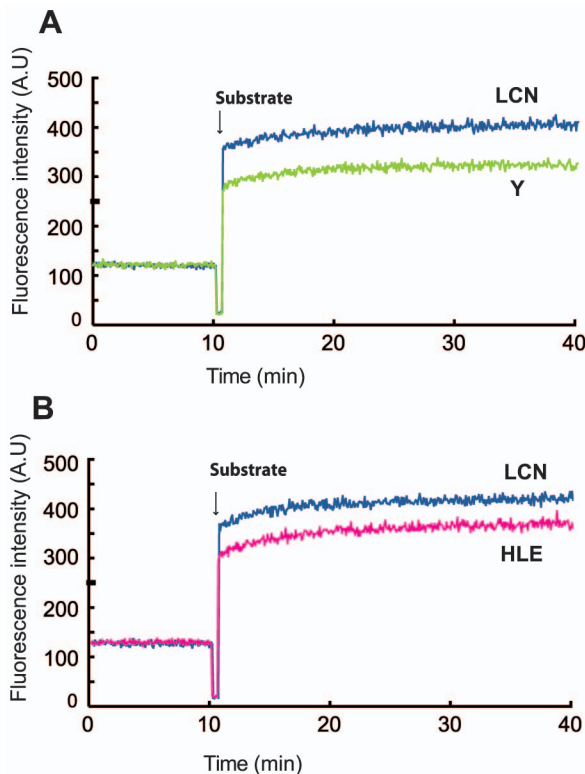 A
Fluorescence intensity (A.U)
500
400
300
200
100
0
Substrate
LCN
Y
0 10 20 30 40
Time (min)
B
Fluorescence intensity (A.U)
500
400
300
200
100
0
Substrate
LCN
HLE
0 10 20 30 40
Time (min)